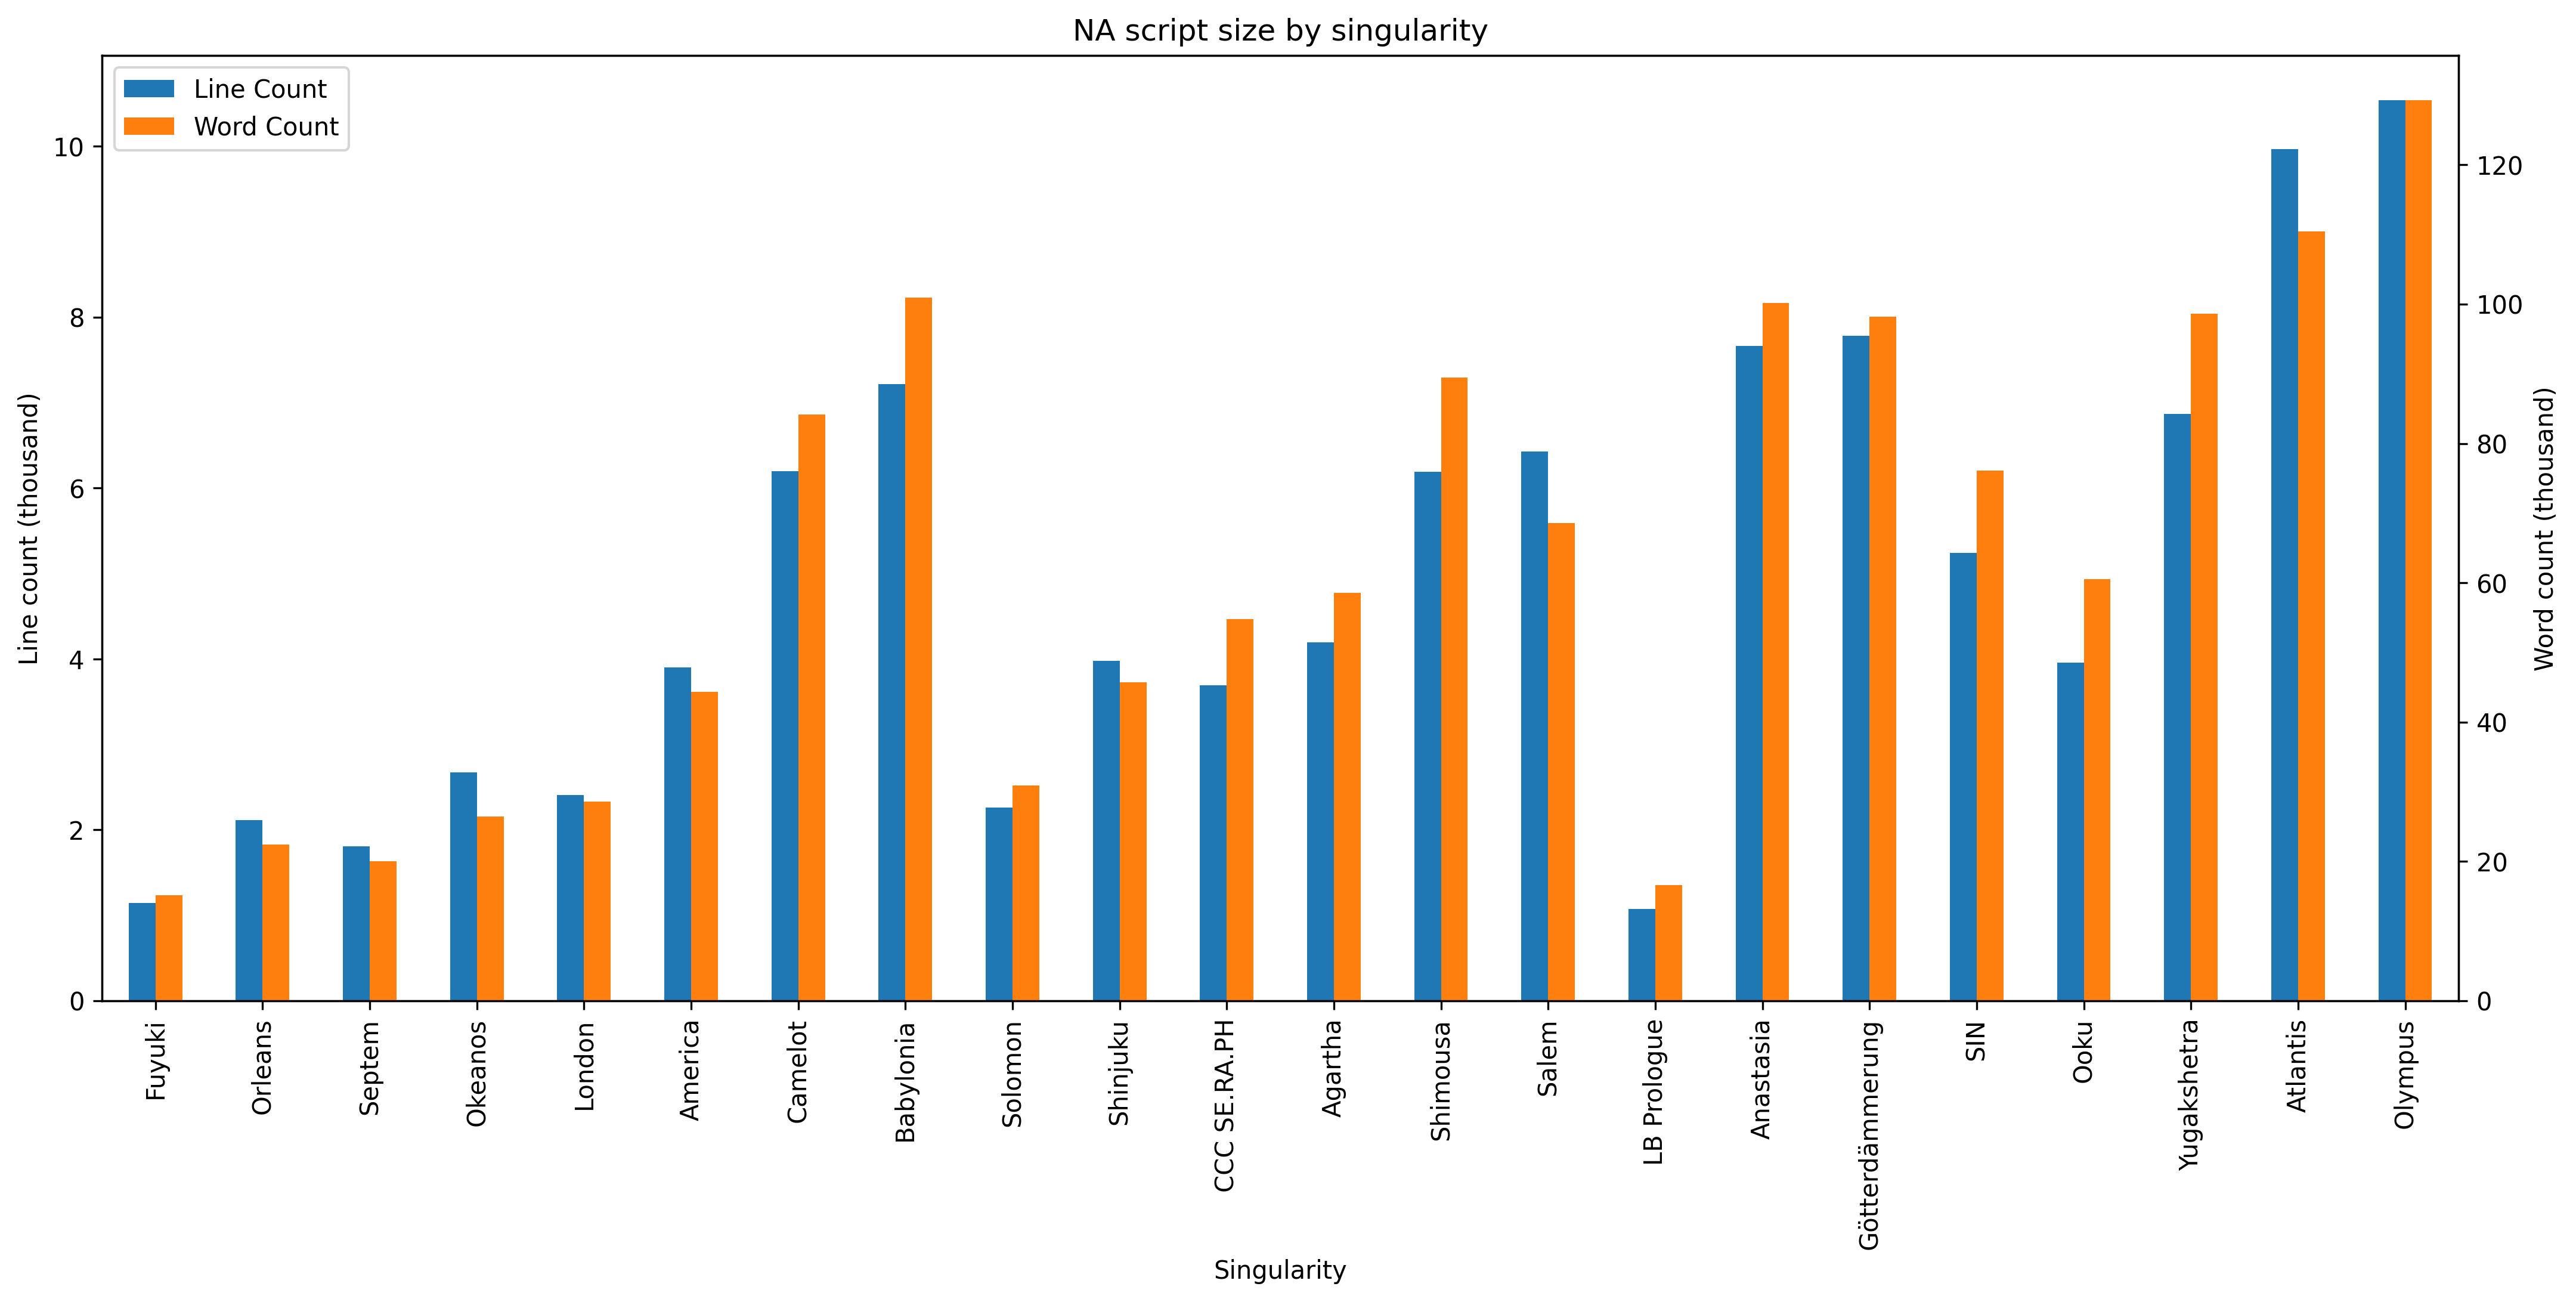 NA script size by singularity
Line Count
Word Count
Line count (thousand)
10
8
6
4
2
0
Word count (thousand)
120
100
80
60
40
20
0
Fuyuki
Orleans
Septem
Okeanos
London
America
Camelot
Babylonia
Solomon
Shinjuku
CCC SE.RA.PH
Agartha
Shimousa
Salem
LB Prologue
Anastasia
Götterdämmerung
SIN
Ooku
Yugakshetra
Atlantis
Olympus
Singularity